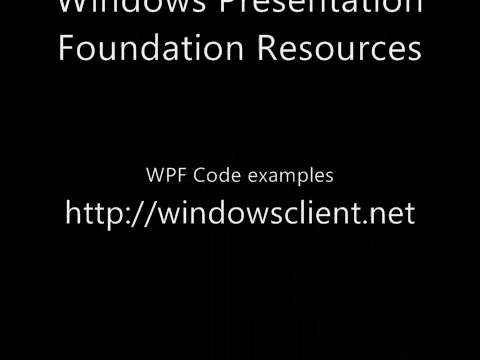 Windows Presentation
Foundation Resources
WPF Code examples
http://windowsclient.net